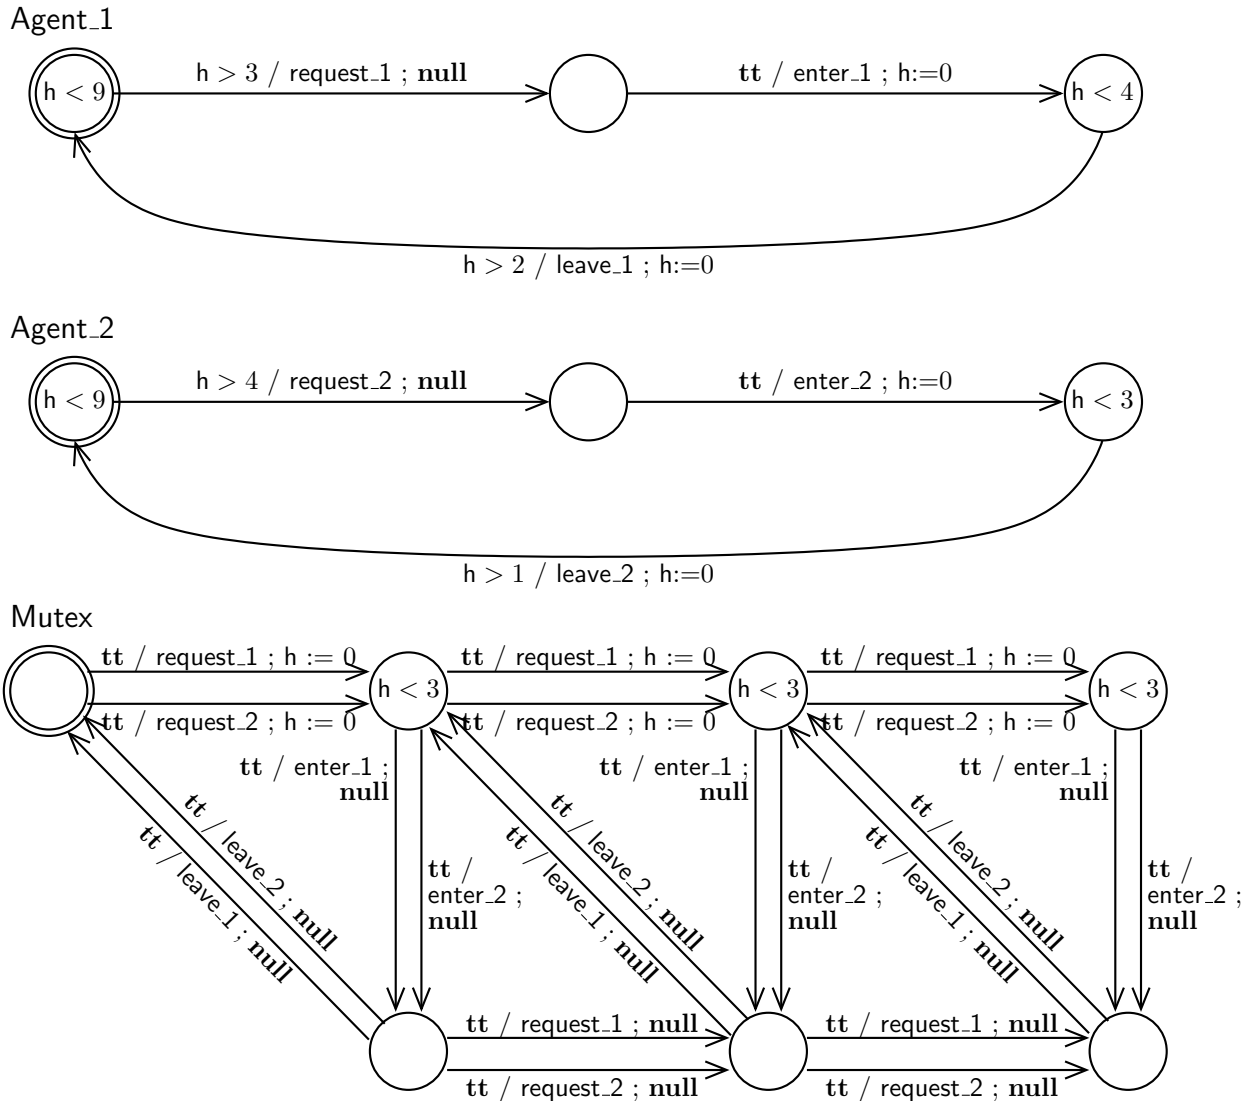 Agent_1
h < 9
h > 3 / request_1 ; null
tt / enter_1 ; h:=0
h < 4
h > 2 / leave_1 ; h:=0
Agent_2
h < 9
h > 4 / request_2 ; null
tt / enter_2 ; h:=0
h < 3
h > 1 / leave_2 ; h:=0
Mutex
tt / request_1 ; h := 0
tt / request_1 ; h := 0
tt / request_1 ; h := 0
h < 3
h < 3
h < 3
tt / request_2 ; h := 0
tt / request_2 ; h := 0
tt / request_2 ; h := 0
tt / enter_1 ;
null
tt / enter_1 ;
null
tt / enter_1 ;
null
tt / leave_2 ; null
tt / leave_1 ; null
tt /
enter_2 ;
null
tt / leave_2 ; null
tt / leave_1 ; null
tt /
enter_2 ;
null
tt / leave_2 ; null
tt / leave_1 ; null
tt /
enter_2 ;
null
tt / request_1 ; null
tt / request_1 ; null
tt / request_2 ; null
tt / request_2 ; null